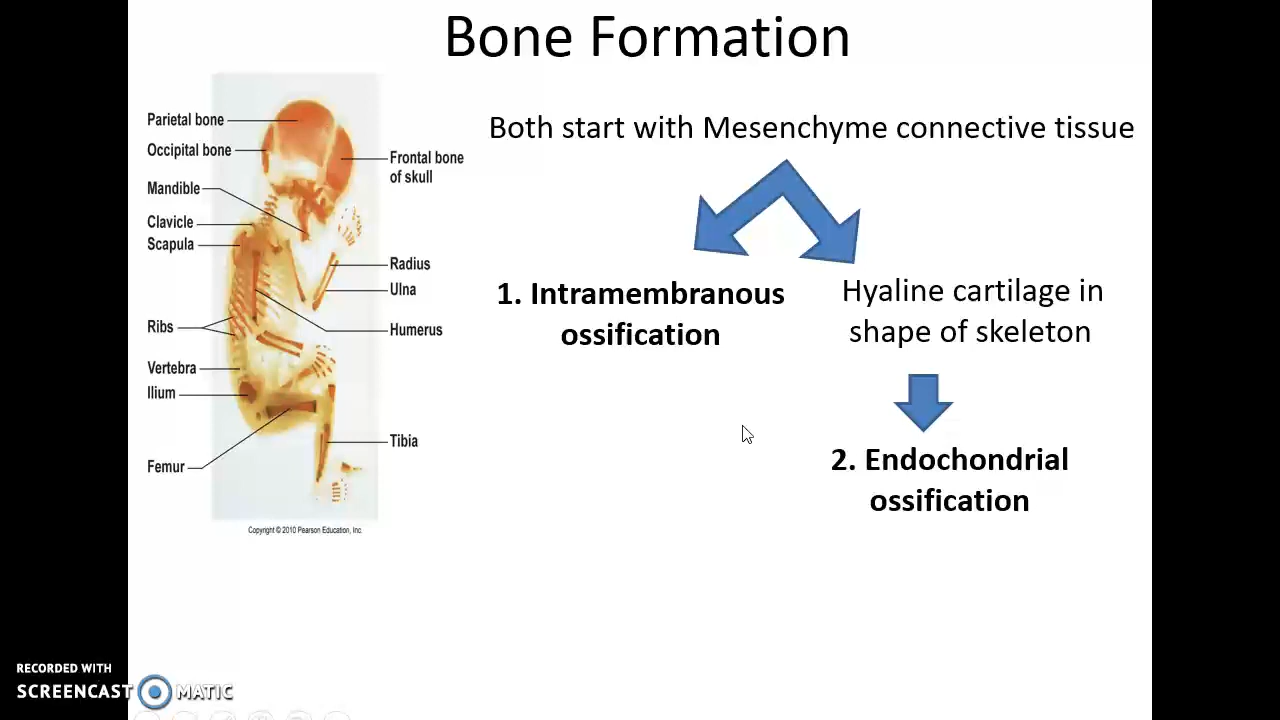 Bone Formation
Parietal bone
Occipital bone
Mandible
Clavicle
Scapula
Ribs
Vertebra
Ilium
Femur
Frontal bone
of skull
Radius
Ulna
Humerus
Tibia
Copyright © 2010 Pearson Education, Inc.
Both start with Mesenchyme connective tissue
1. Intramembranous
ossification
Hyaline cartilage in
shape of skeleton
2. Endochondrial
ossification
RECORDED WITH
SCREENCAST MATIC